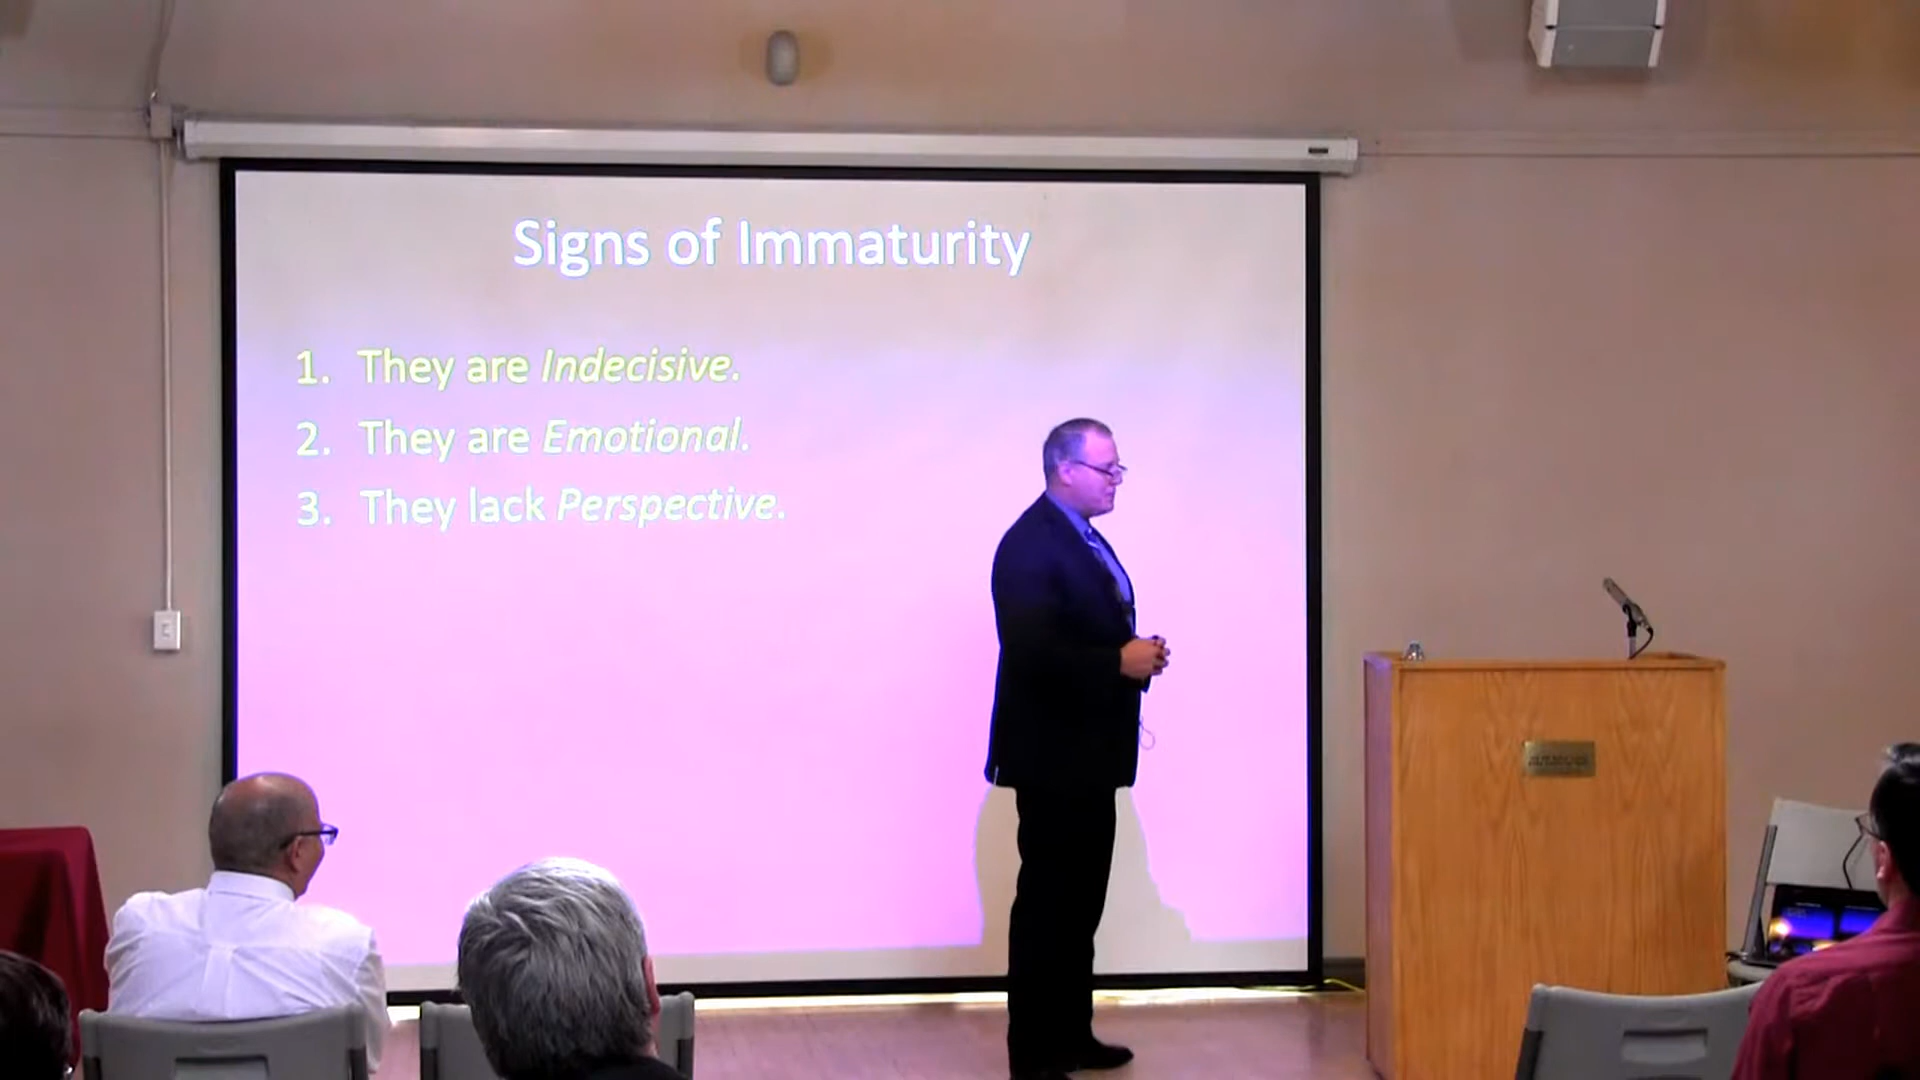 Signs of Immaturity
1. They are Indecisive.
2. They are Emotional.
3. They lack Perspective.